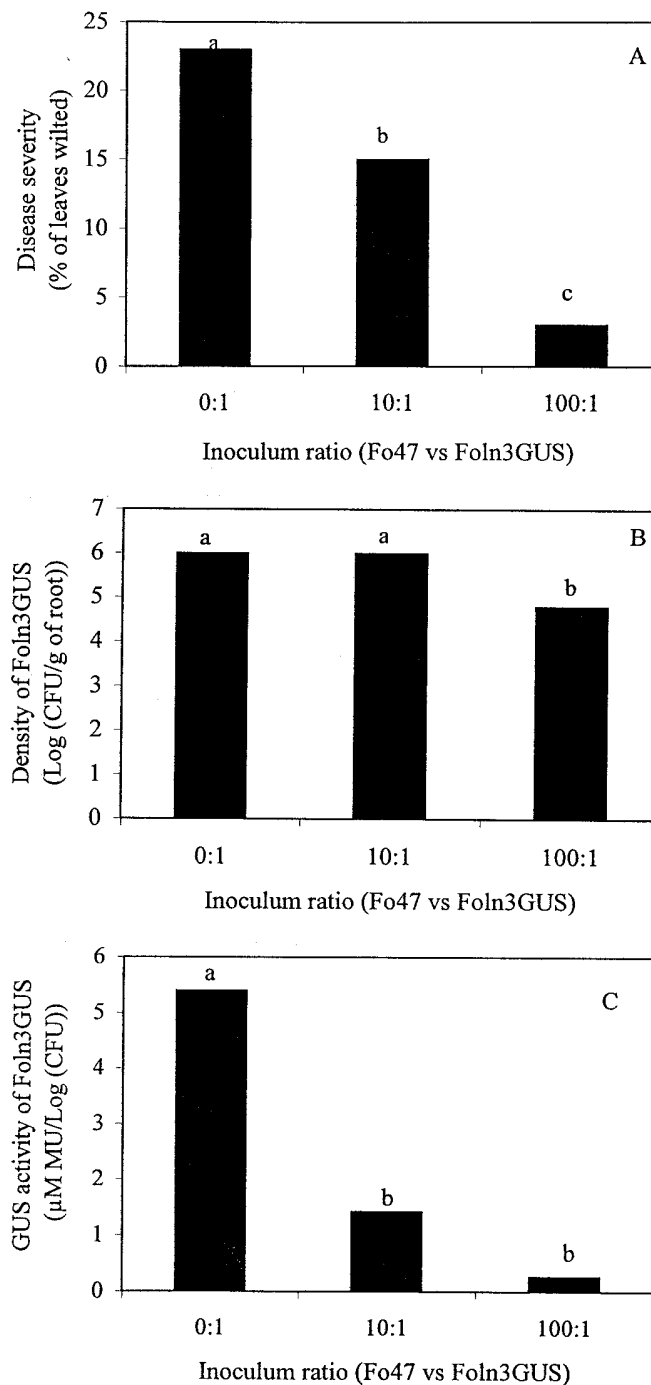 25
20
15
10
5
0
Disease severity
(% of leaves wilted)
A
a
b
c
0:1 10:1 100:1
Inoculum ratio (Fo47 vs Foln3GUS)
7
6
5
4
3
2
1
0
Density of Foln3GUS
(Log (CFU/g of root))
B
a
a
b
0:1 10:1 100:1
Inoculum ratio (Fo47 vs Foln3GUS)
6
5
4
3
2
1
0
GUS activity of Foln3GUS
(µM MU/Log (CFU))
C
a
b
b
0:1 10:1 100:1
Inoculum ratio (Fo47 vs Foln3GUS)